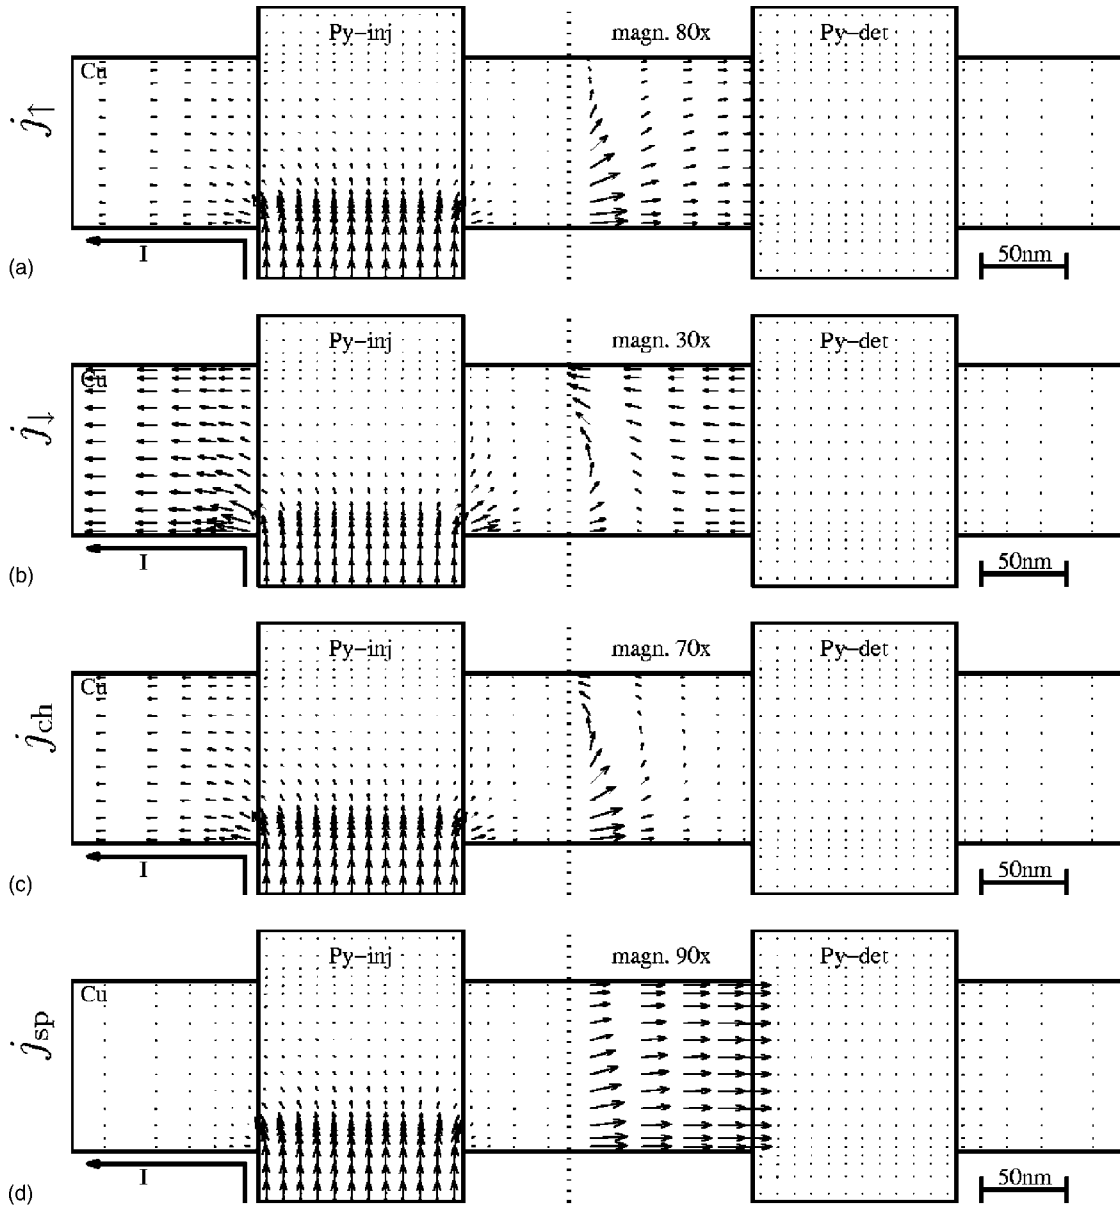 Py−inj magn. 80x Py−det
Cu
j↑
I
50nm
(a)
Py−inj magn. 30x Py−det
Cu
j↓
I
50nm
(b)
Py−inj magn. 70x Py−det
Cu
jch
I
50nm
(c)
Py−inj magn. 90x Py−det
Cu
jsp
I
50nm
(d)